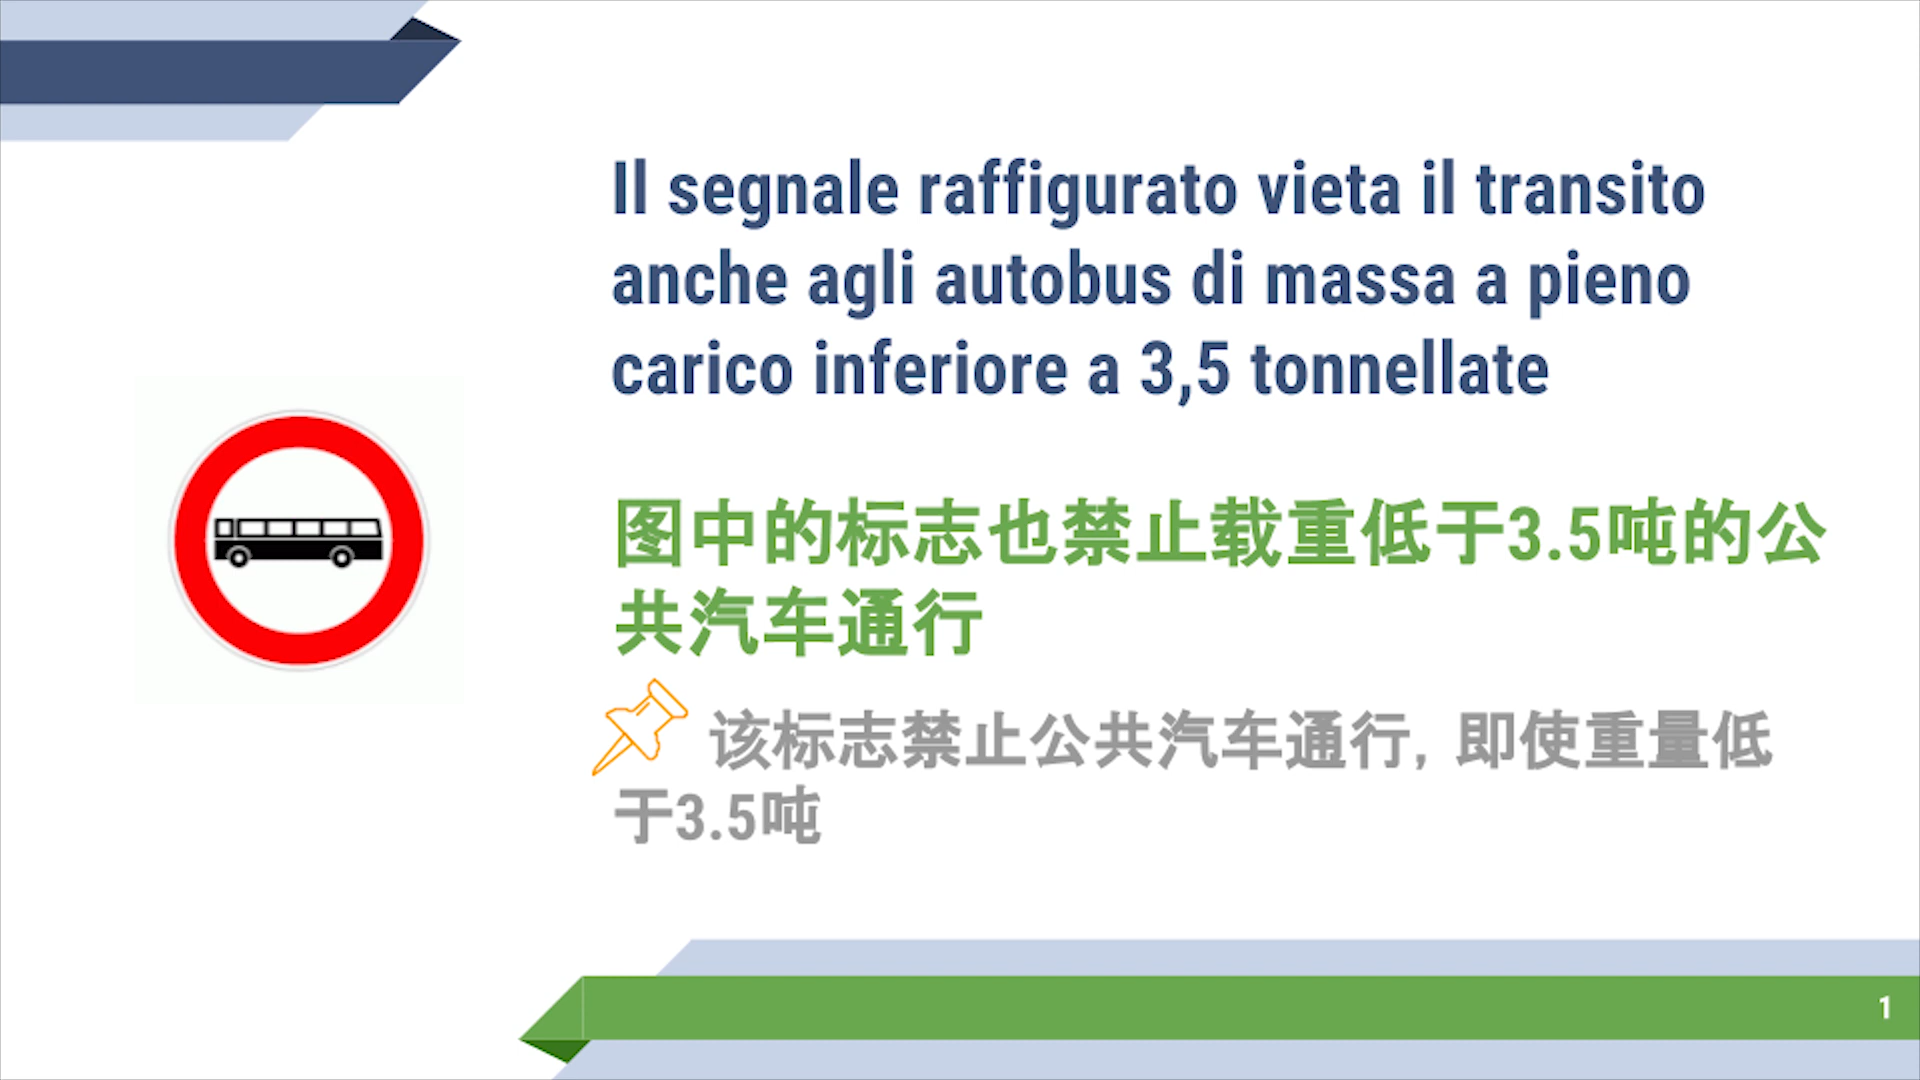 Il segnale raffigurato vieta il transito
anche agli autobus di massa a pieno
carico inferiore a 3,5 tonnellate
图中的标志也禁止载重低于3.5吨的公
共汽车通行
该标志禁止公共汽车通行, 即使重量低
于3.5吨
1